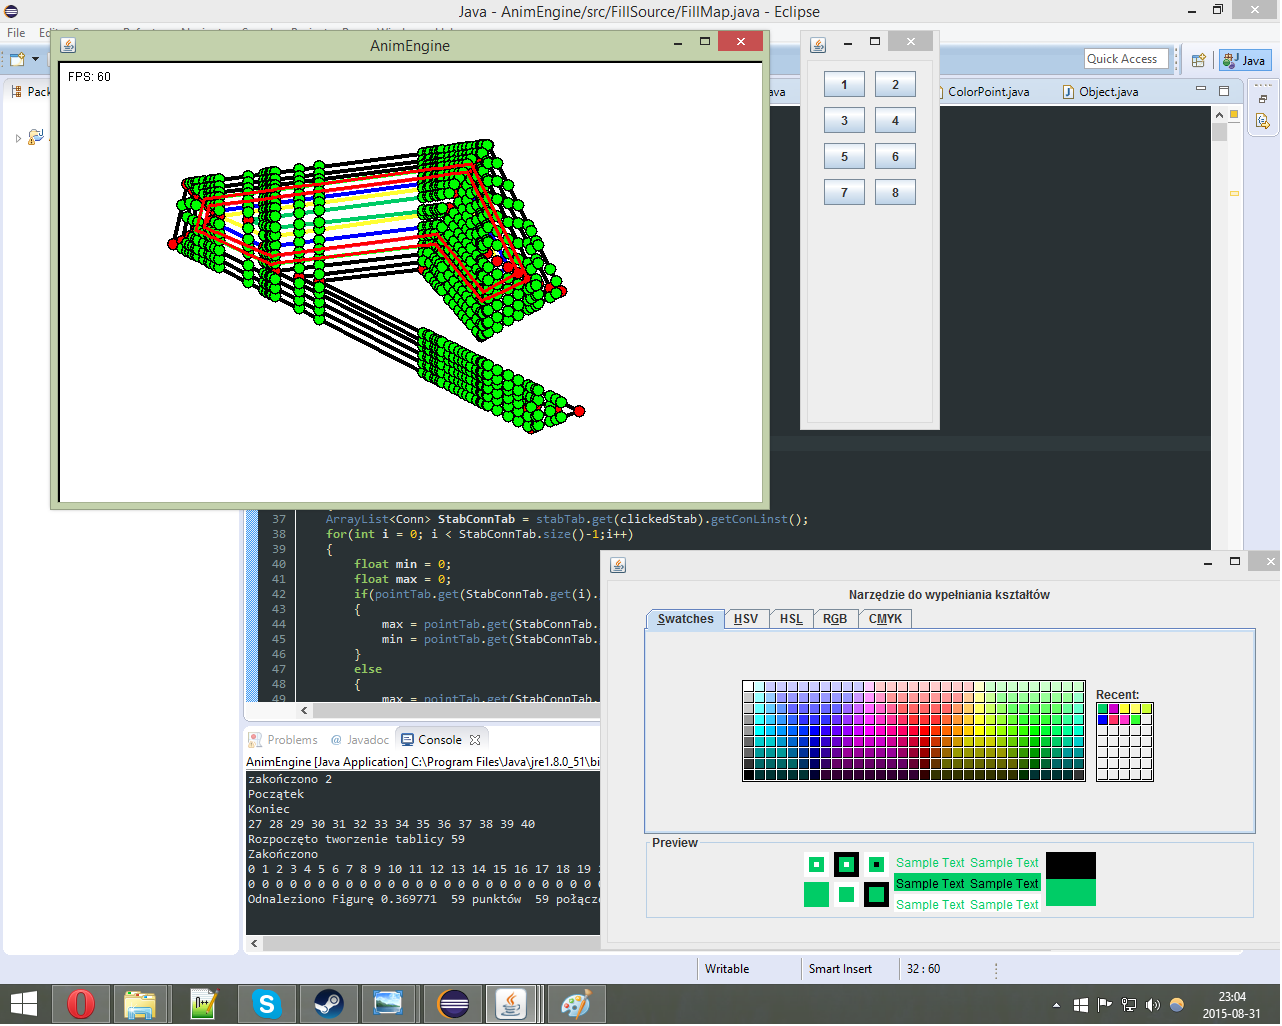 Java - AnimEngine/src/FillSource/FillMap.java - Eclipse
File
AnimEngine
FPS: 60
Quick Access
Java
ColorPoint.java
Object.java
1 2
3 4
5 6
7 8
37 ArrayList<Conn> StabConnTab = stabTab.get(clickedStab).getConLinst();
38 for(int i = 0; i < StabConnTab.size()-1;i++)
39 {
40 float min = 0;
41 float max = 0;
42 if(pointTab.get(StabConnTab.get(i).
43 {
44 max = pointTab.get(StabConnTab.
45 min = pointTab.get(StabConnTab.
46 }
47 else
48 {
49 max = pointTab.get(StabConnTab.
Problems @ Javadoc Console
AnimEngine [Java Application] C:\Program Files\Java\jre1.8.0_51\bi
zakończono 2
Początek
Koniec
27 28 29 30 31 32 33 34 35 36 37 38 39 40
Rozpoczęto tworzenie tablicy 59
Zakończono
0 1 2 3 4 5 6 7 8 9 10 11 12 13 14 15 16 17 18 19
0 0 0 0 0 0 0 0 0 0 0 0 0 0 0 0 0 0 0 0 0 0 0 0 0
Odnaleziono Figurę 0.369771 59 punktów 59 połącz
Narzędzie do wypełniania kształtów
Swatches HSV HSL RGB CMYK
Recent:
Preview
Sample Text Sample Text
Sample Text Sample Text
Sample Text Sample Text
Writable Smart Insert 32 : 60
23:04
2015-08-31